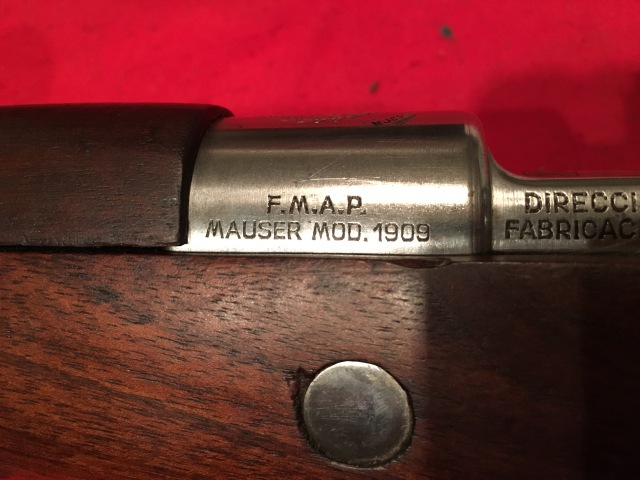 F.M.A.P.
MAUSER MOD. 1909
DIRECCI
FABRICAC